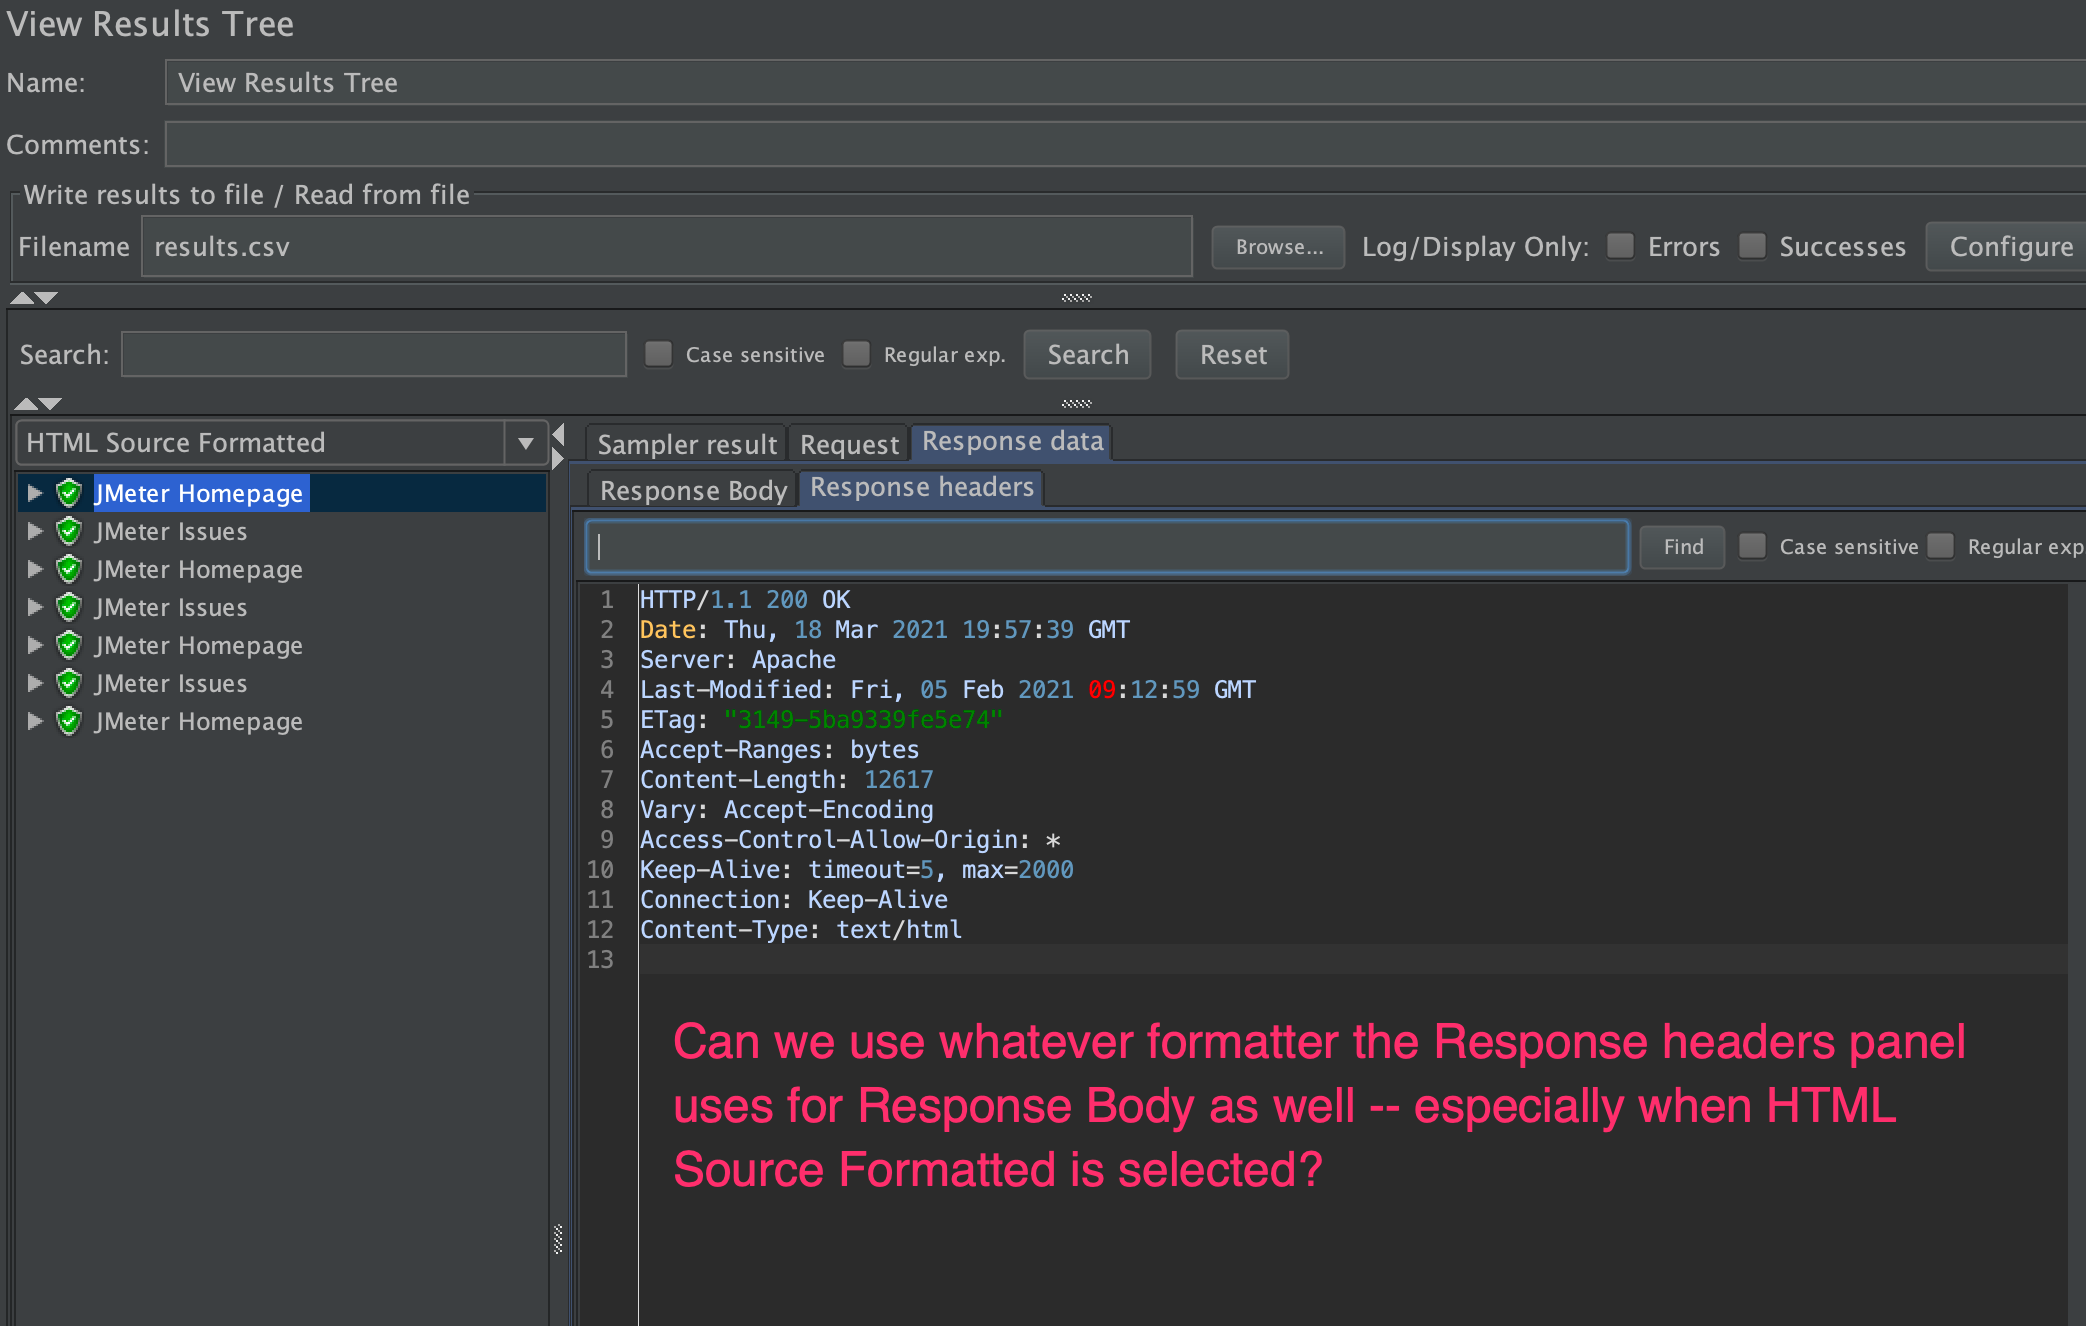 View Results Tree
Name: View Results Tree
Comments:
Write results to file / Read from file
Filename results.csv Browse... Log/Display Only: Errors Successes Configure
Search: Case sensitive Regular exp. Search Reset
HTML Source Formatted
JMeter Homepage
JMeter Issues
JMeter Homepage
JMeter Issues
JMeter Homepage
JMeter Issues
JMeter Homepage
Sampler result Request Response data
Response Body Response headers
Find Case sensitive Regular exp
1 HTTP/1.1 200 OK
2 Date: Thu, 18 Mar 2021 19:57:39 GMT
3 Server: Apache
4 Last-Modified: Fri, 05 Feb 2021 09:12:59 GMT
5 ETag: "3149-5ba9339fe5e74"
6 Accept-Ranges: bytes
7 Content-Length: 12617
8 Vary: Accept-Encoding
9 Access-Control-Allow-Origin: *
10 Keep-Alive: timeout=5, max=2000
11 Connection: Keep-Alive
12 Content-Type: text/html
13
Can we use whatever formatter the Response headers panel
uses for Response Body as well -- especially when HTML
Source Formatted is selected?